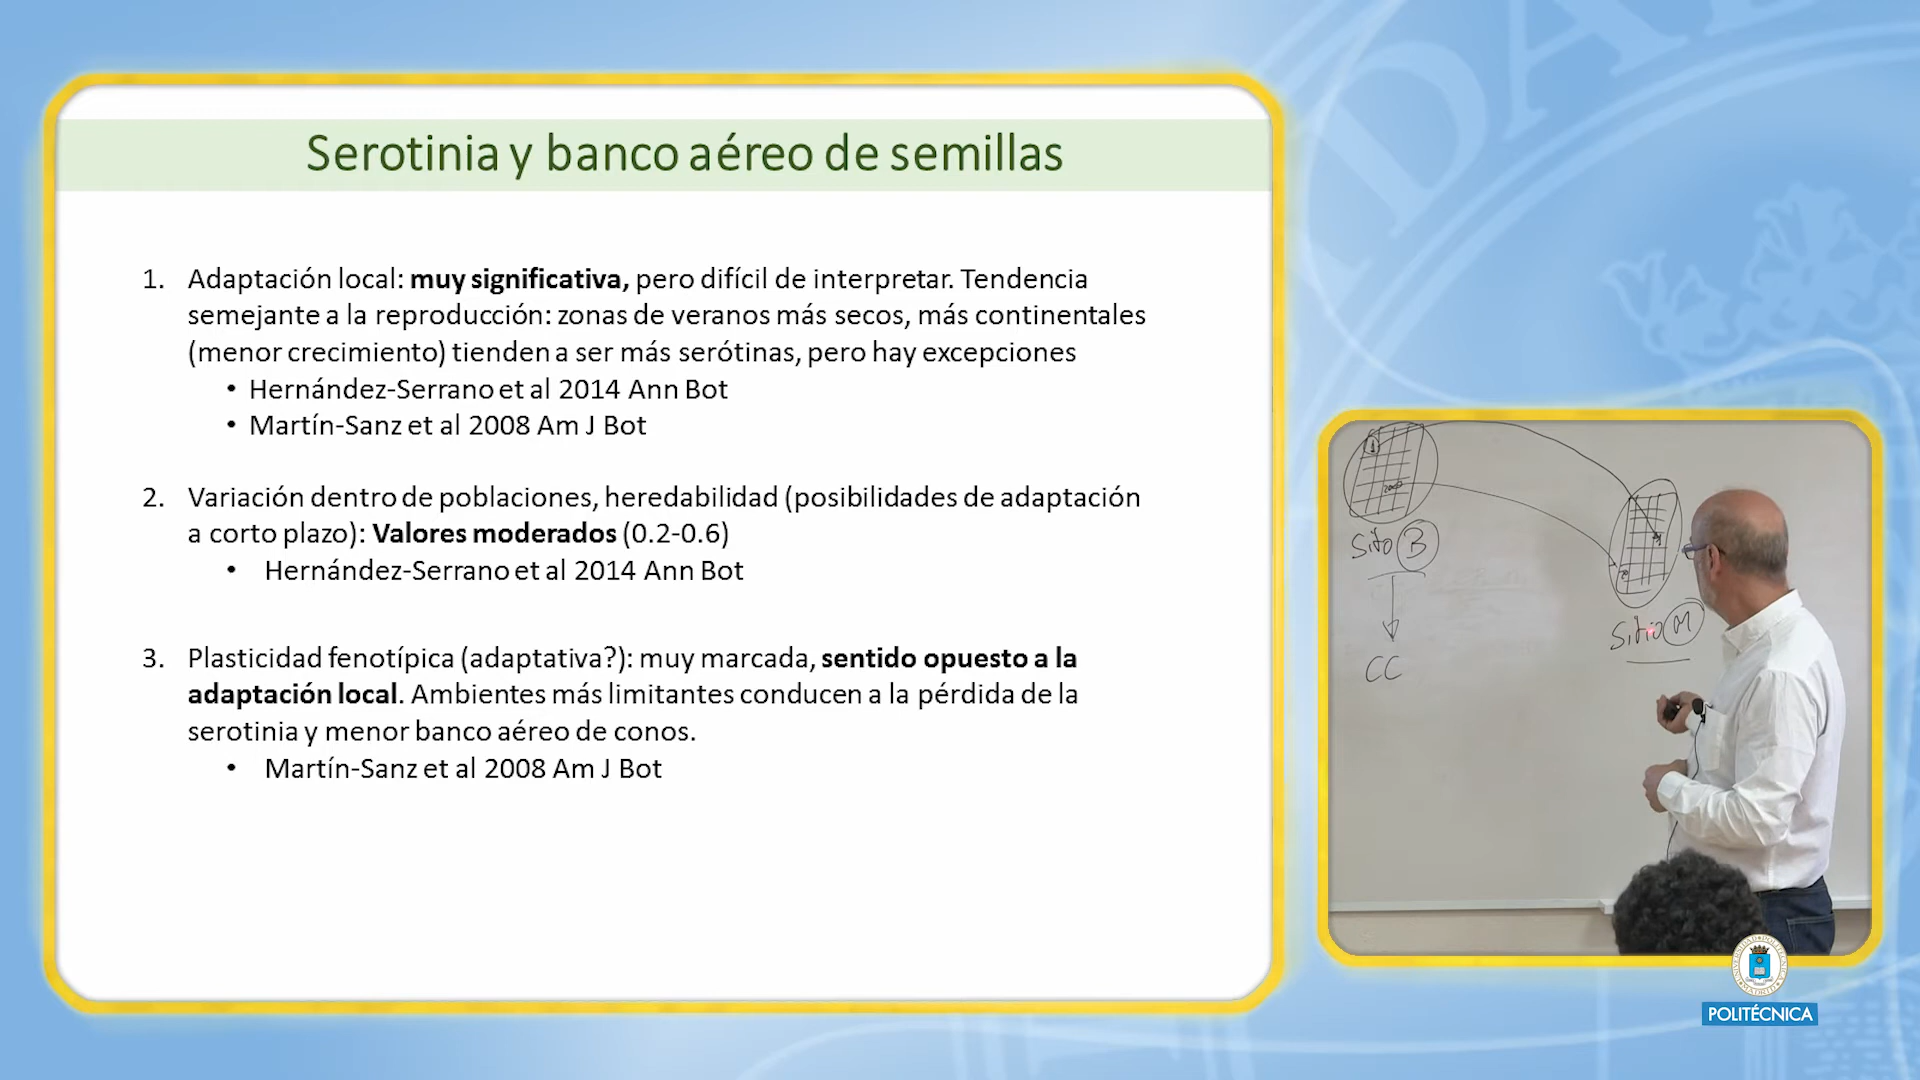 Serotinia y banco aéreo de semillas
1. Adaptación local: muy significativa, pero difícil de interpretar. Tendencia
semejante a la reproducción: zonas de veranos más secos, más continentales
(menor crecimiento) tienden a ser más serótinas, pero hay excepciones
• Hernández-Serrano et al 2014 Ann Bot
• Martín-Sanz et al 2008 Am J Bot
2. Variación dentro de poblaciones, heredabilidad (posibilidades de adaptación
a corto plazo): Valores moderados (0.2-0.6)
• Hernández-Serrano et al 2014 Ann Bot
3. Plasticidad fenotípica (adaptativa?): muy marcada, sentido opuesto a la
adaptación local. Ambientes más limitantes conducen a la pérdida de la
serotinia y menor banco aéreo de conos.
• Martín-Sanz et al 2008 Am J Bot
1
Sitio B
CC
Sitio M
POLITÉCNICA